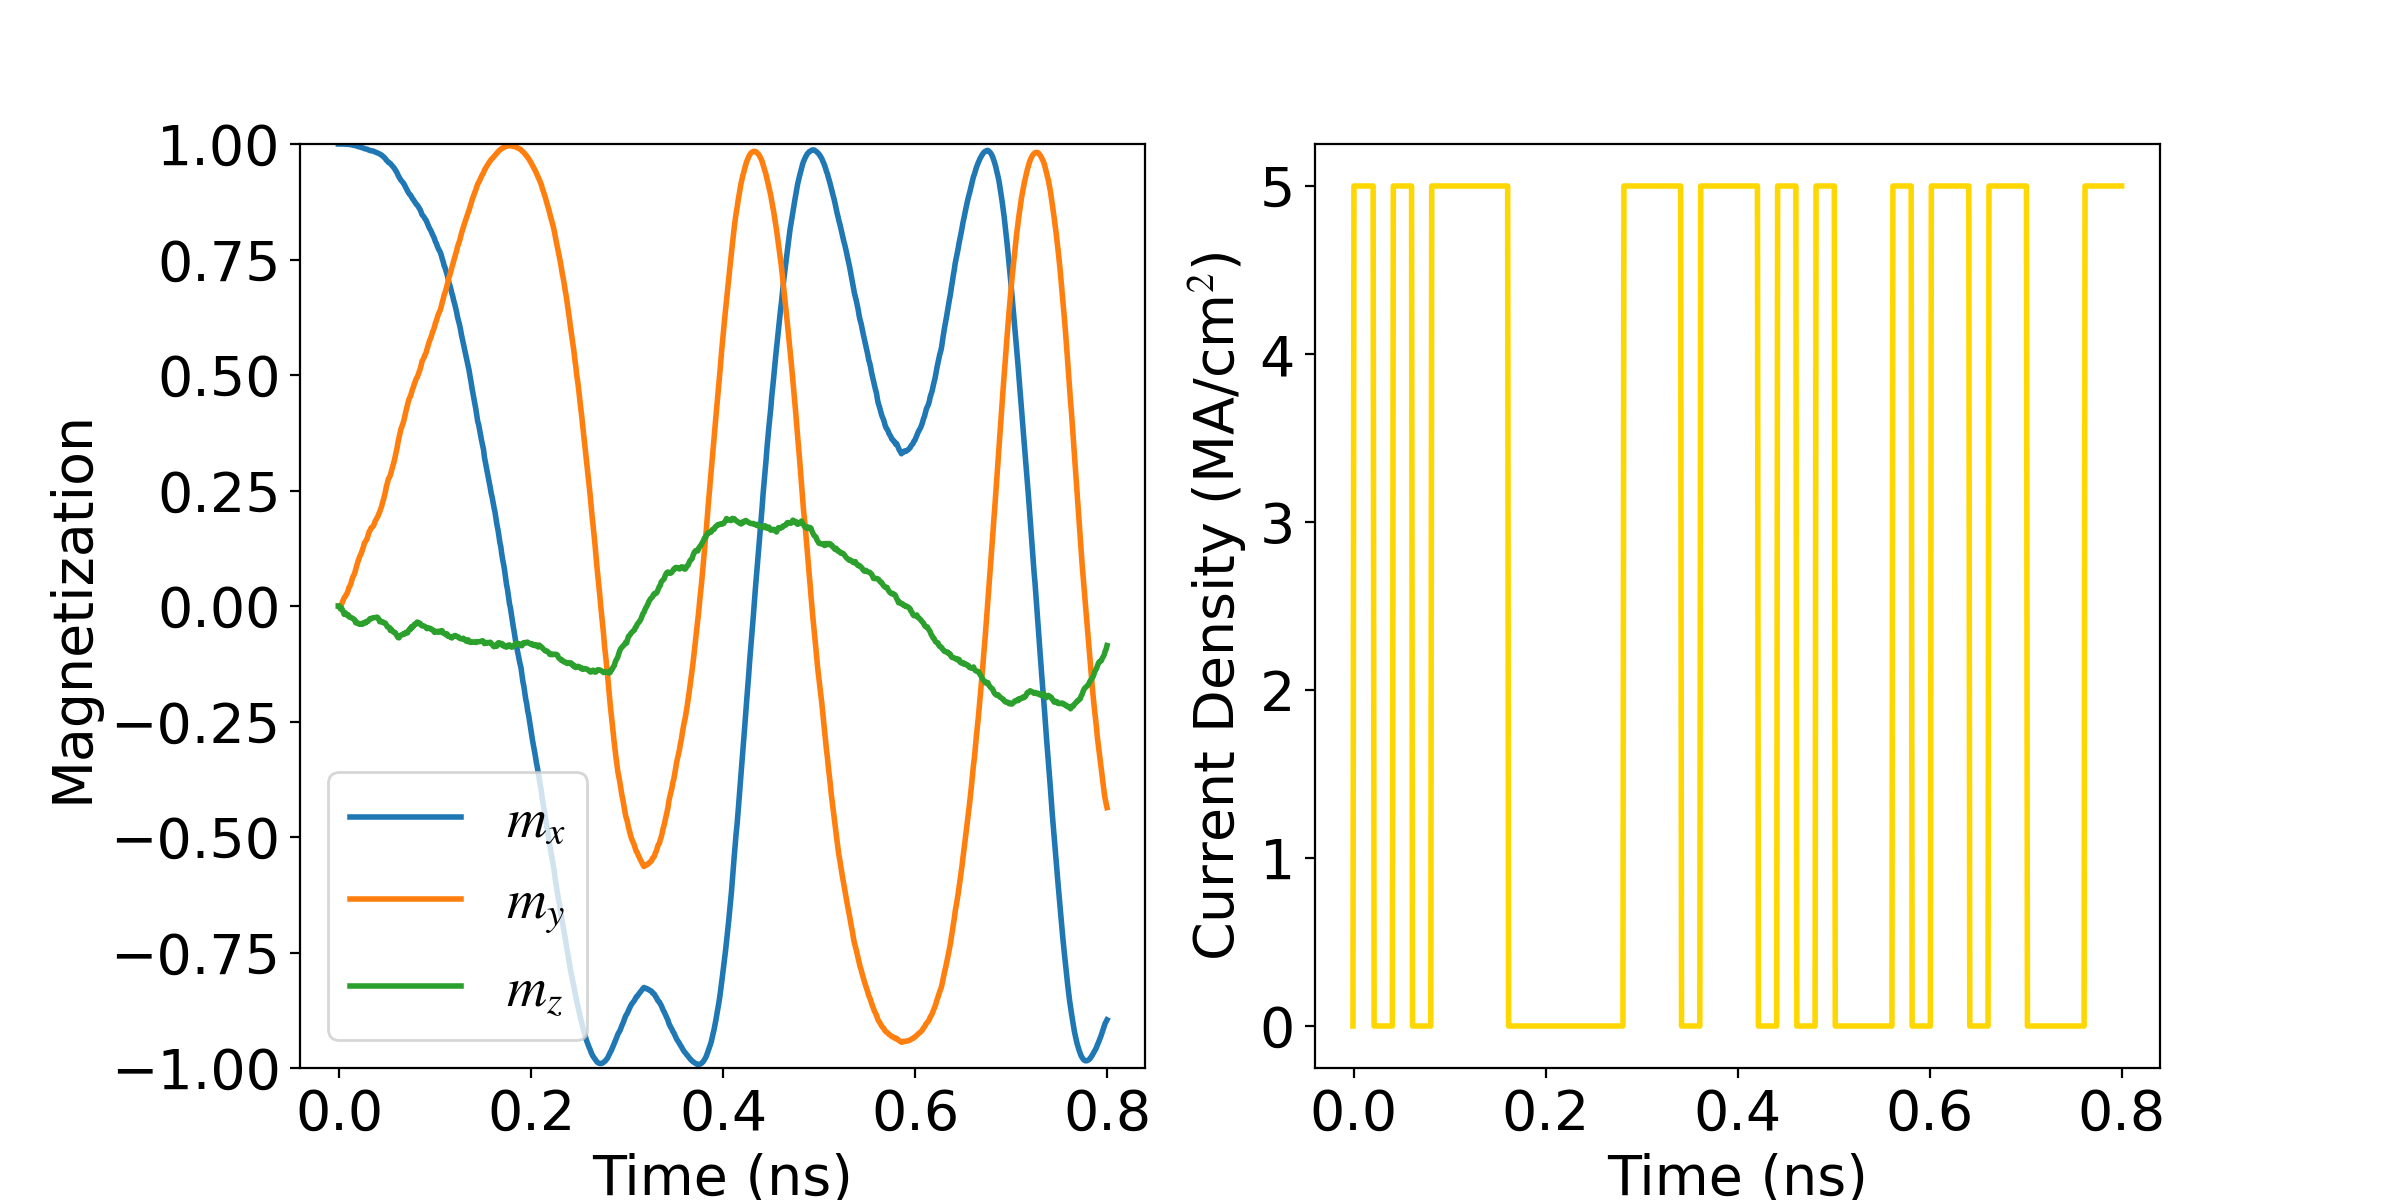 Magnetization
1.00
0.75
0.50
0.25
0.00
−0.25
−0.50
−0.75
−1.00
m_x
m_y
m_z
0.0 0.2 0.4 0.6 0.8
Time (ns)
Current Density (MA/cm²)
5
4
3
2
1
0
0.0 0.2 0.4 0.6 0.8
Time (ns)